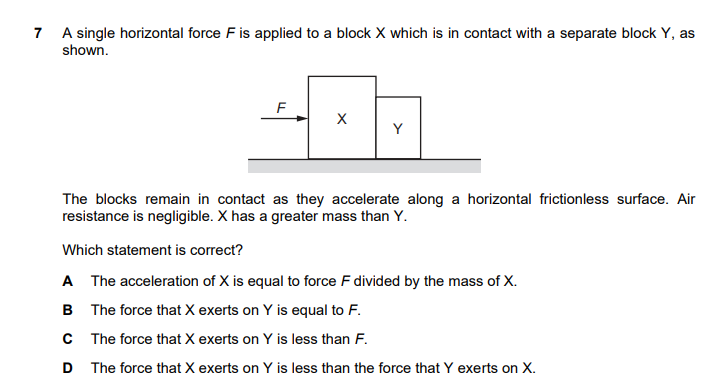 7 A single horizontal force F is applied to a block X which is in contact with a separate block Y, as
shown.
F
X
Y
The blocks remain in contact as they accelerate along a horizontal frictionless surface. Air
resistance is negligible. X has a greater mass than Y.
Which statement is correct?
A The acceleration of X is equal to force F divided by the mass of X.
B The force that X exerts on Y is equal to F.
C The force that X exerts on Y is less than F.
D The force that X exerts on Y is less than the force that Y exerts on X.